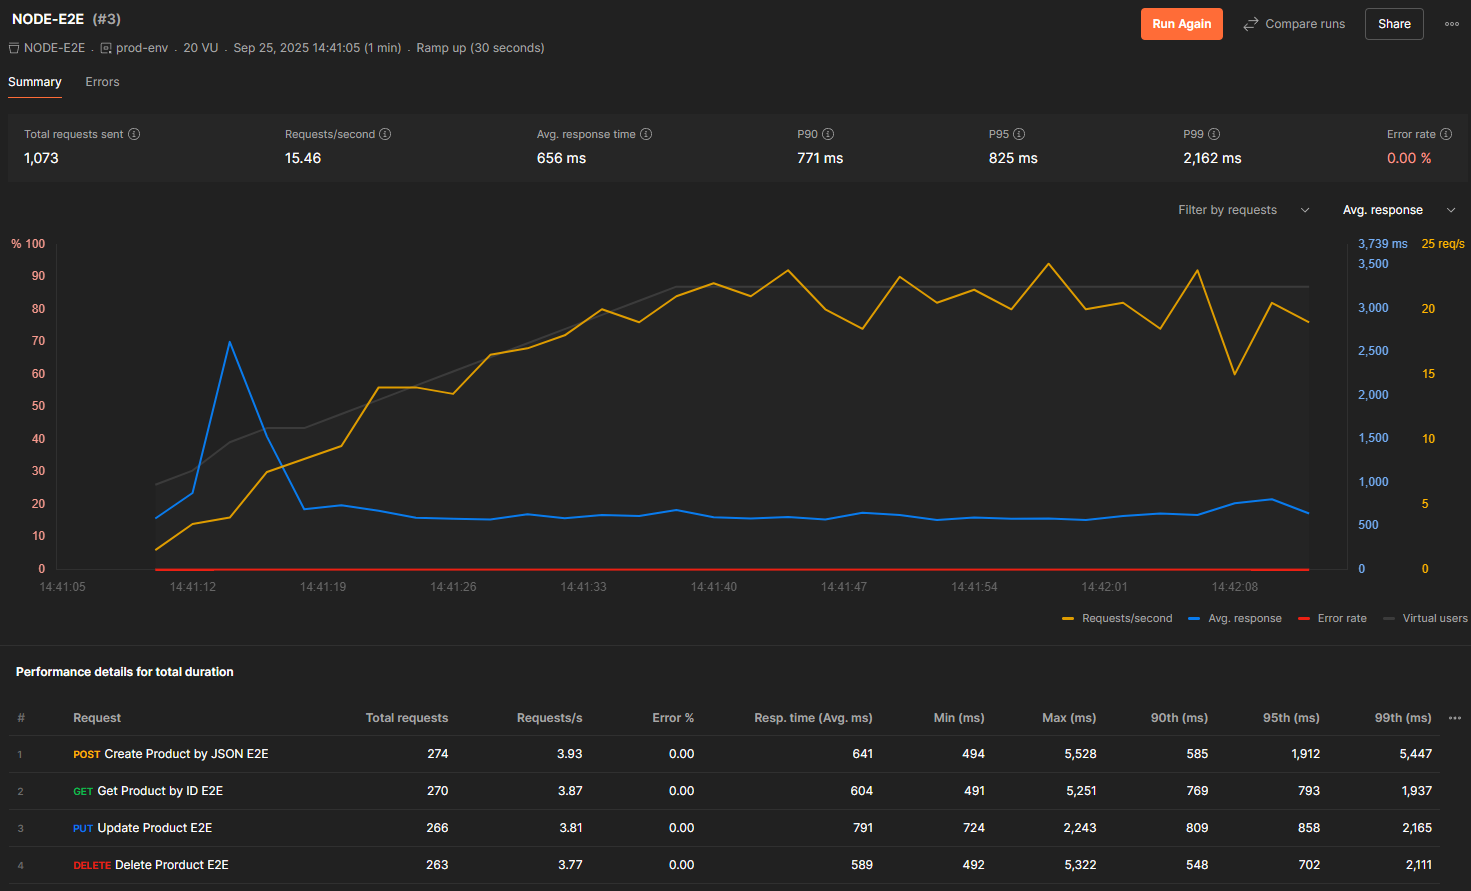 NODE-E2E (#3)
Run Again Compare runs Share
NODE-E2E . prod-env . 20 VU . Sep 25, 2025 14:41:05 (1 min) . Ramp up (30 seconds)
Summary Errors
Total requests sent Requests/second Avg. response time P90 P95 P99 Error rate
1,073 15.46 656 ms 771 ms 825 ms 2,162 ms 0.00 %
Filter by requests Avg. response
% 100 3,739 ms 25 req/s
3,500
90
80 3,000 20
70 2,500
60 15
2,000
50
40 1,500 10
30 1,000
20 5
10 500
0 0 0
14:41:05 14:41:12 14:41:19 14:41:26 14:41:33 14:41:40 14:41:47 14:41:54 14:42:01 14:42:08
Requests/second Avg. response Error rate Virtual users
Performance details for total duration
# Request Total requests Requests/s Error % Resp. time (Avg. ms) Min (ms) Max (ms) 90th (ms) 95th (ms) 99th (ms)
1 POST Create Product by JSON E2E 274 3.93 0.00 641 494 5,528 585 1,912 5,447
2 GET Get Product by ID E2E 270 3.87 0.00 604 491 5,251 769 793 1,937
3 PUT Update Product E2E 266 3.81 0.00 791 724 2,243 809 858 2,165
4 DELETE Delete Prorduct E2E 263 3.77 0.00 589 492 5,322 548 702 2,111